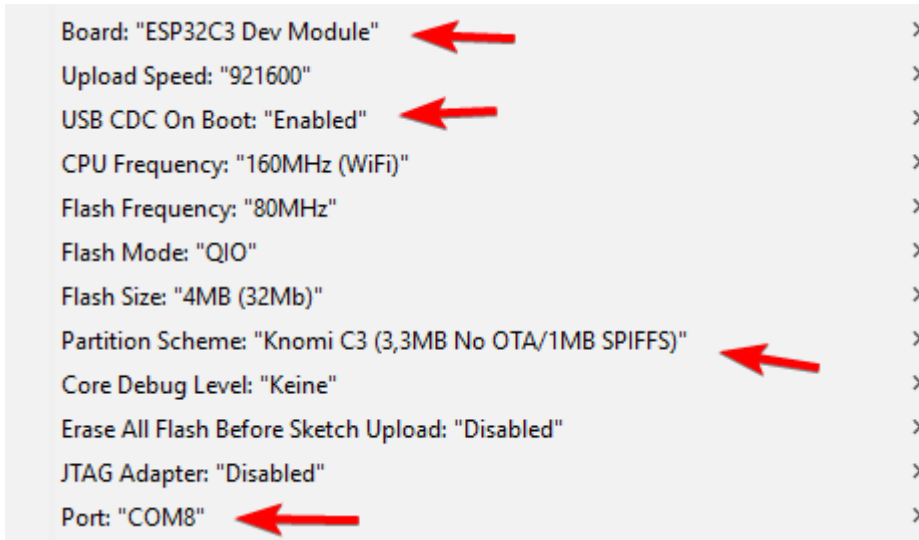 Board: "ESP32C3 Dev Module"
Upload Speed: "921600"
USB CDC On Boot: "Enabled"
CPU Frequency: "160MHz (WiFi)"
Flash Frequency: "80MHz"
Flash Mode: "QIO"
Flash Size: "4MB (32Mb)"
Partition Scheme: "Knomi C3 (3,3MB No OTA/1MB SPIFFS)"
Core Debug Level: "Keine"
Erase All Flash Before Sketch Upload: "Disabled"
JTAG Adapter: "Disabled"
Port: "COM8"